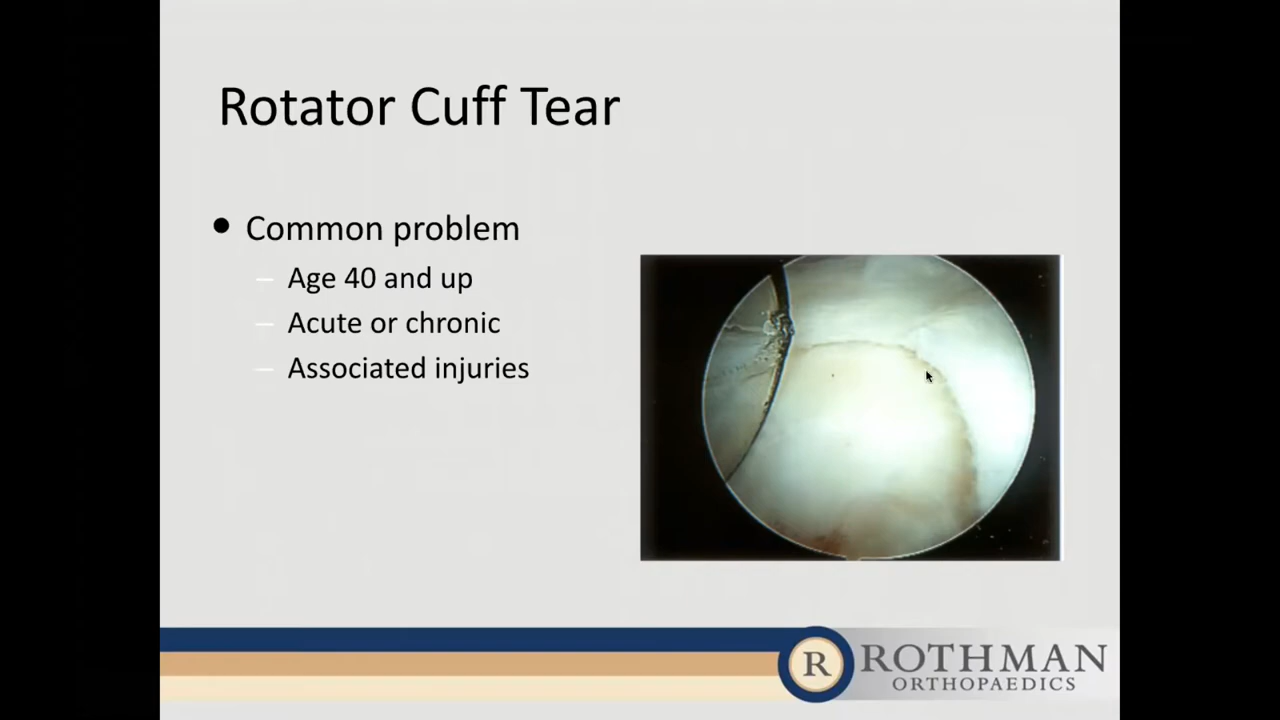 Rotator Cuff Tear
● Common problem
– Age 40 and up
– Acute or chronic
– Associated injuries
R ROTHMAN
ORTHOPAEDICS